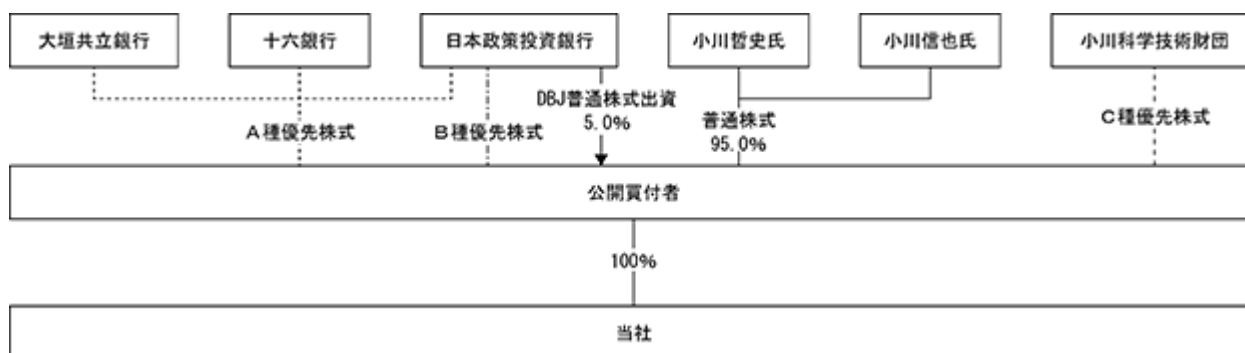 大垣共立銀行
十六銀行
日本政策投資銀行
小川哲史氏
小川信也氏
小川科学技術財団
A種優先株式
B種優先株式
DBJ普通株式出資
5.0%
普通株式
95.0%
C種優先株式
公開買付者
100%
当社